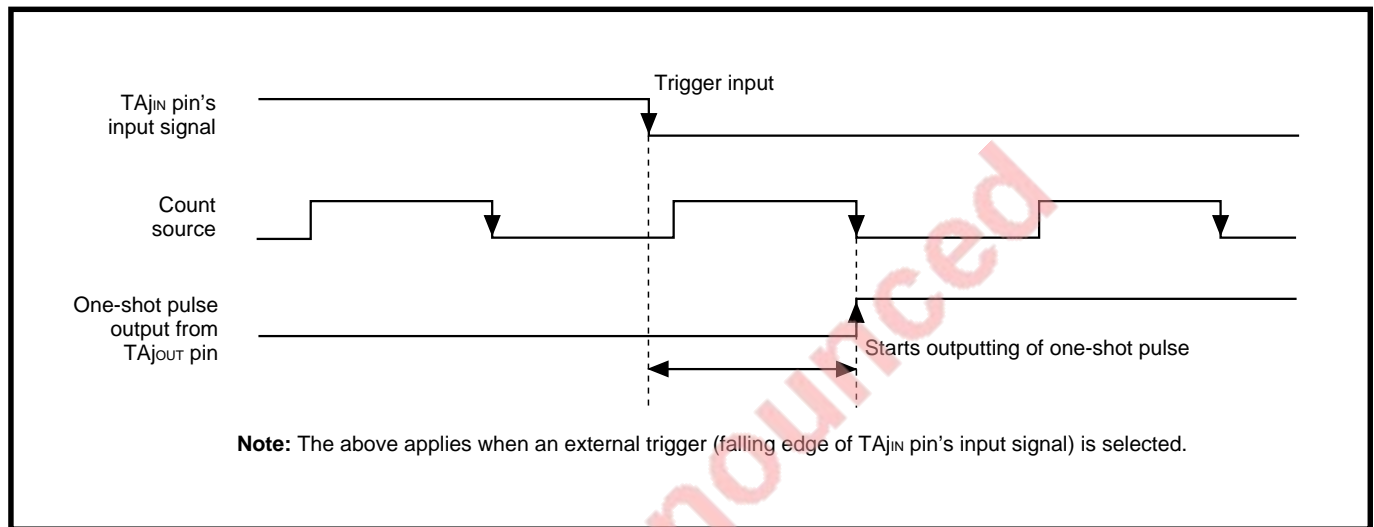 Trigger input
TAjIN pin's
input signal
Count
source
One-shot pulse
output from
TAjOUT pin
Starts outputting of one-shot pulse
Note: The above applies when an external trigger (falling edge of TAjIN pin's input signal) is selected.
nounced